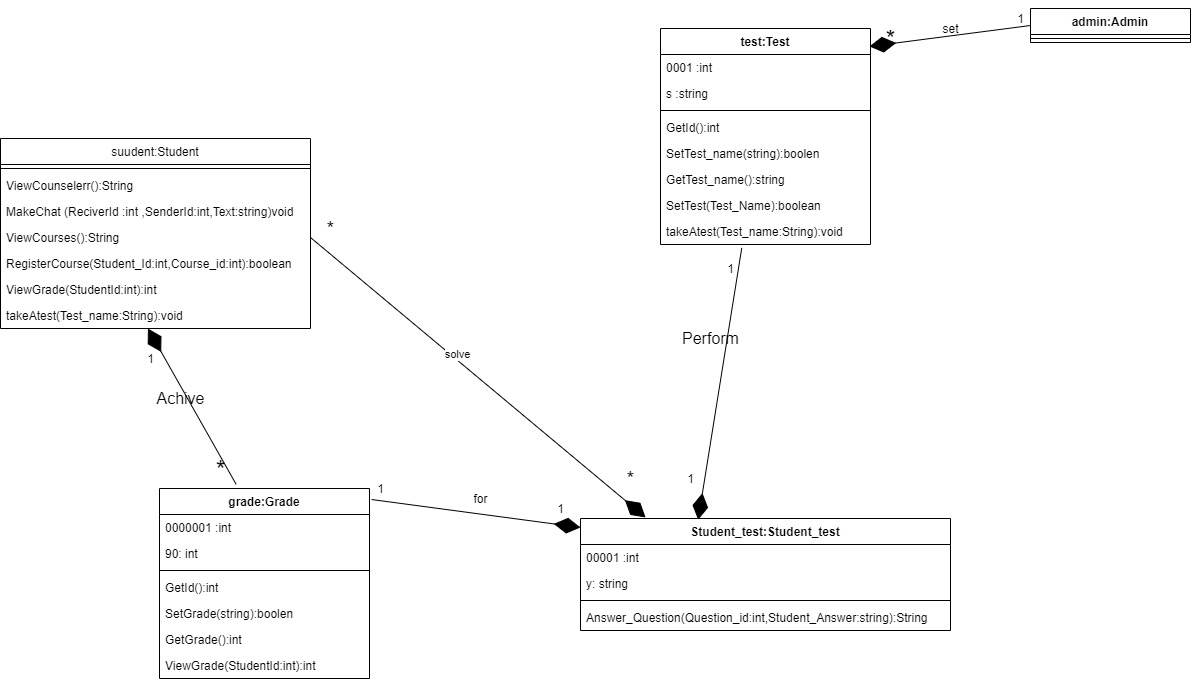 admin:Admin
1
set
*
test:Test
0001 :int
s :string
GetId():int
SetTest_name(string):boolen
GetTest_name():string
SetTest(Test_Name):boolean
takeAtest(Test_name:String):void
suudent:Student
ViewCounselerr():String
MakeChat (ReciverId :int ,SenderId:int,Text:string)void
ViewCourses():String
RegisterCourse(Student_Id:int,Course_id:int):boolean
ViewGrade(StudentId:int):int
takeAtest(Test_name:String):void
*
solve
*
1
Perform
1
1
Achive
*
1
for
1
grade:Grade
0000001 :int
90: int
GetId():int
SetGrade(string):boolen
GetGrade():int
ViewGrade(StudentId:int):int
Student_test:Student_test
00001 :int
y: string
Answer_Question(Question_id:int,Student_Answer:string):String